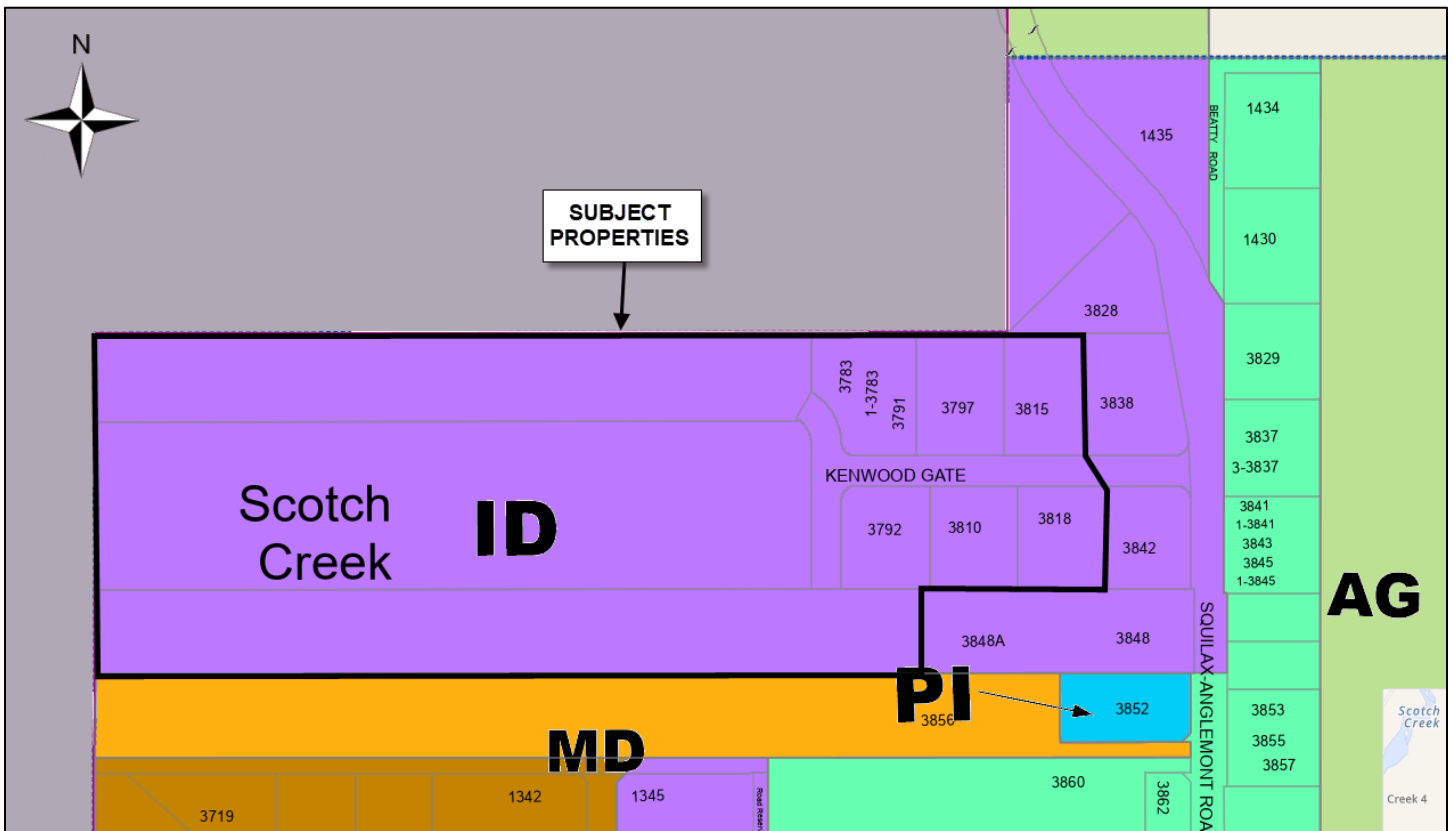 N
1434
BEATTY ROAD
1435
SUBJECT
PROPERTIES
1430
3828
3829
3783
1-3783
3791
3797
3815
3838
3837
3-3837
KENWOOD GATE
Scotch
Creek
ID
3792
3810
3818
3842
3841
1-3841
3843
3845
1-3845
AG
3848A
3848
SQUILAX-ANGLEMONT ROA
PI
3856
3852
3853
3855
3857
Scotch
Creek
MD
3719
1342
1345
Road Reser
3860
3862
Creek 4